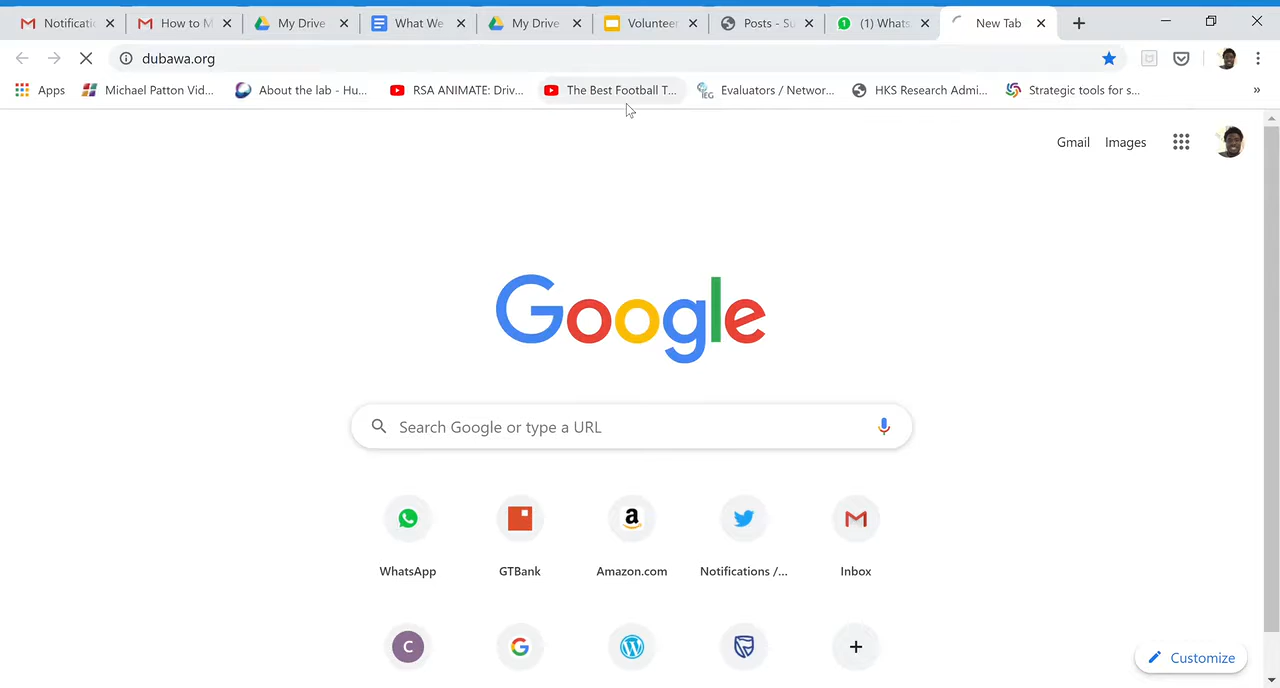 Notificati
How to M
My Drive
What We
My Drive
Volunteer
Posts - Su
(1) Whats
New Tab
dubawa.org
Apps
Michael Patton Vid...
About the lab - Hu...
RSA ANIMATE: Driv...
The Best Football T...
Evaluators / Networ...
HKS Research Admi...
Strategic tools for s...
»
Gmail
Images
Google
Search Google or type a URL
WhatsApp
GTBank
Amazon.com
Notifications /...
Inbox
C
Customize